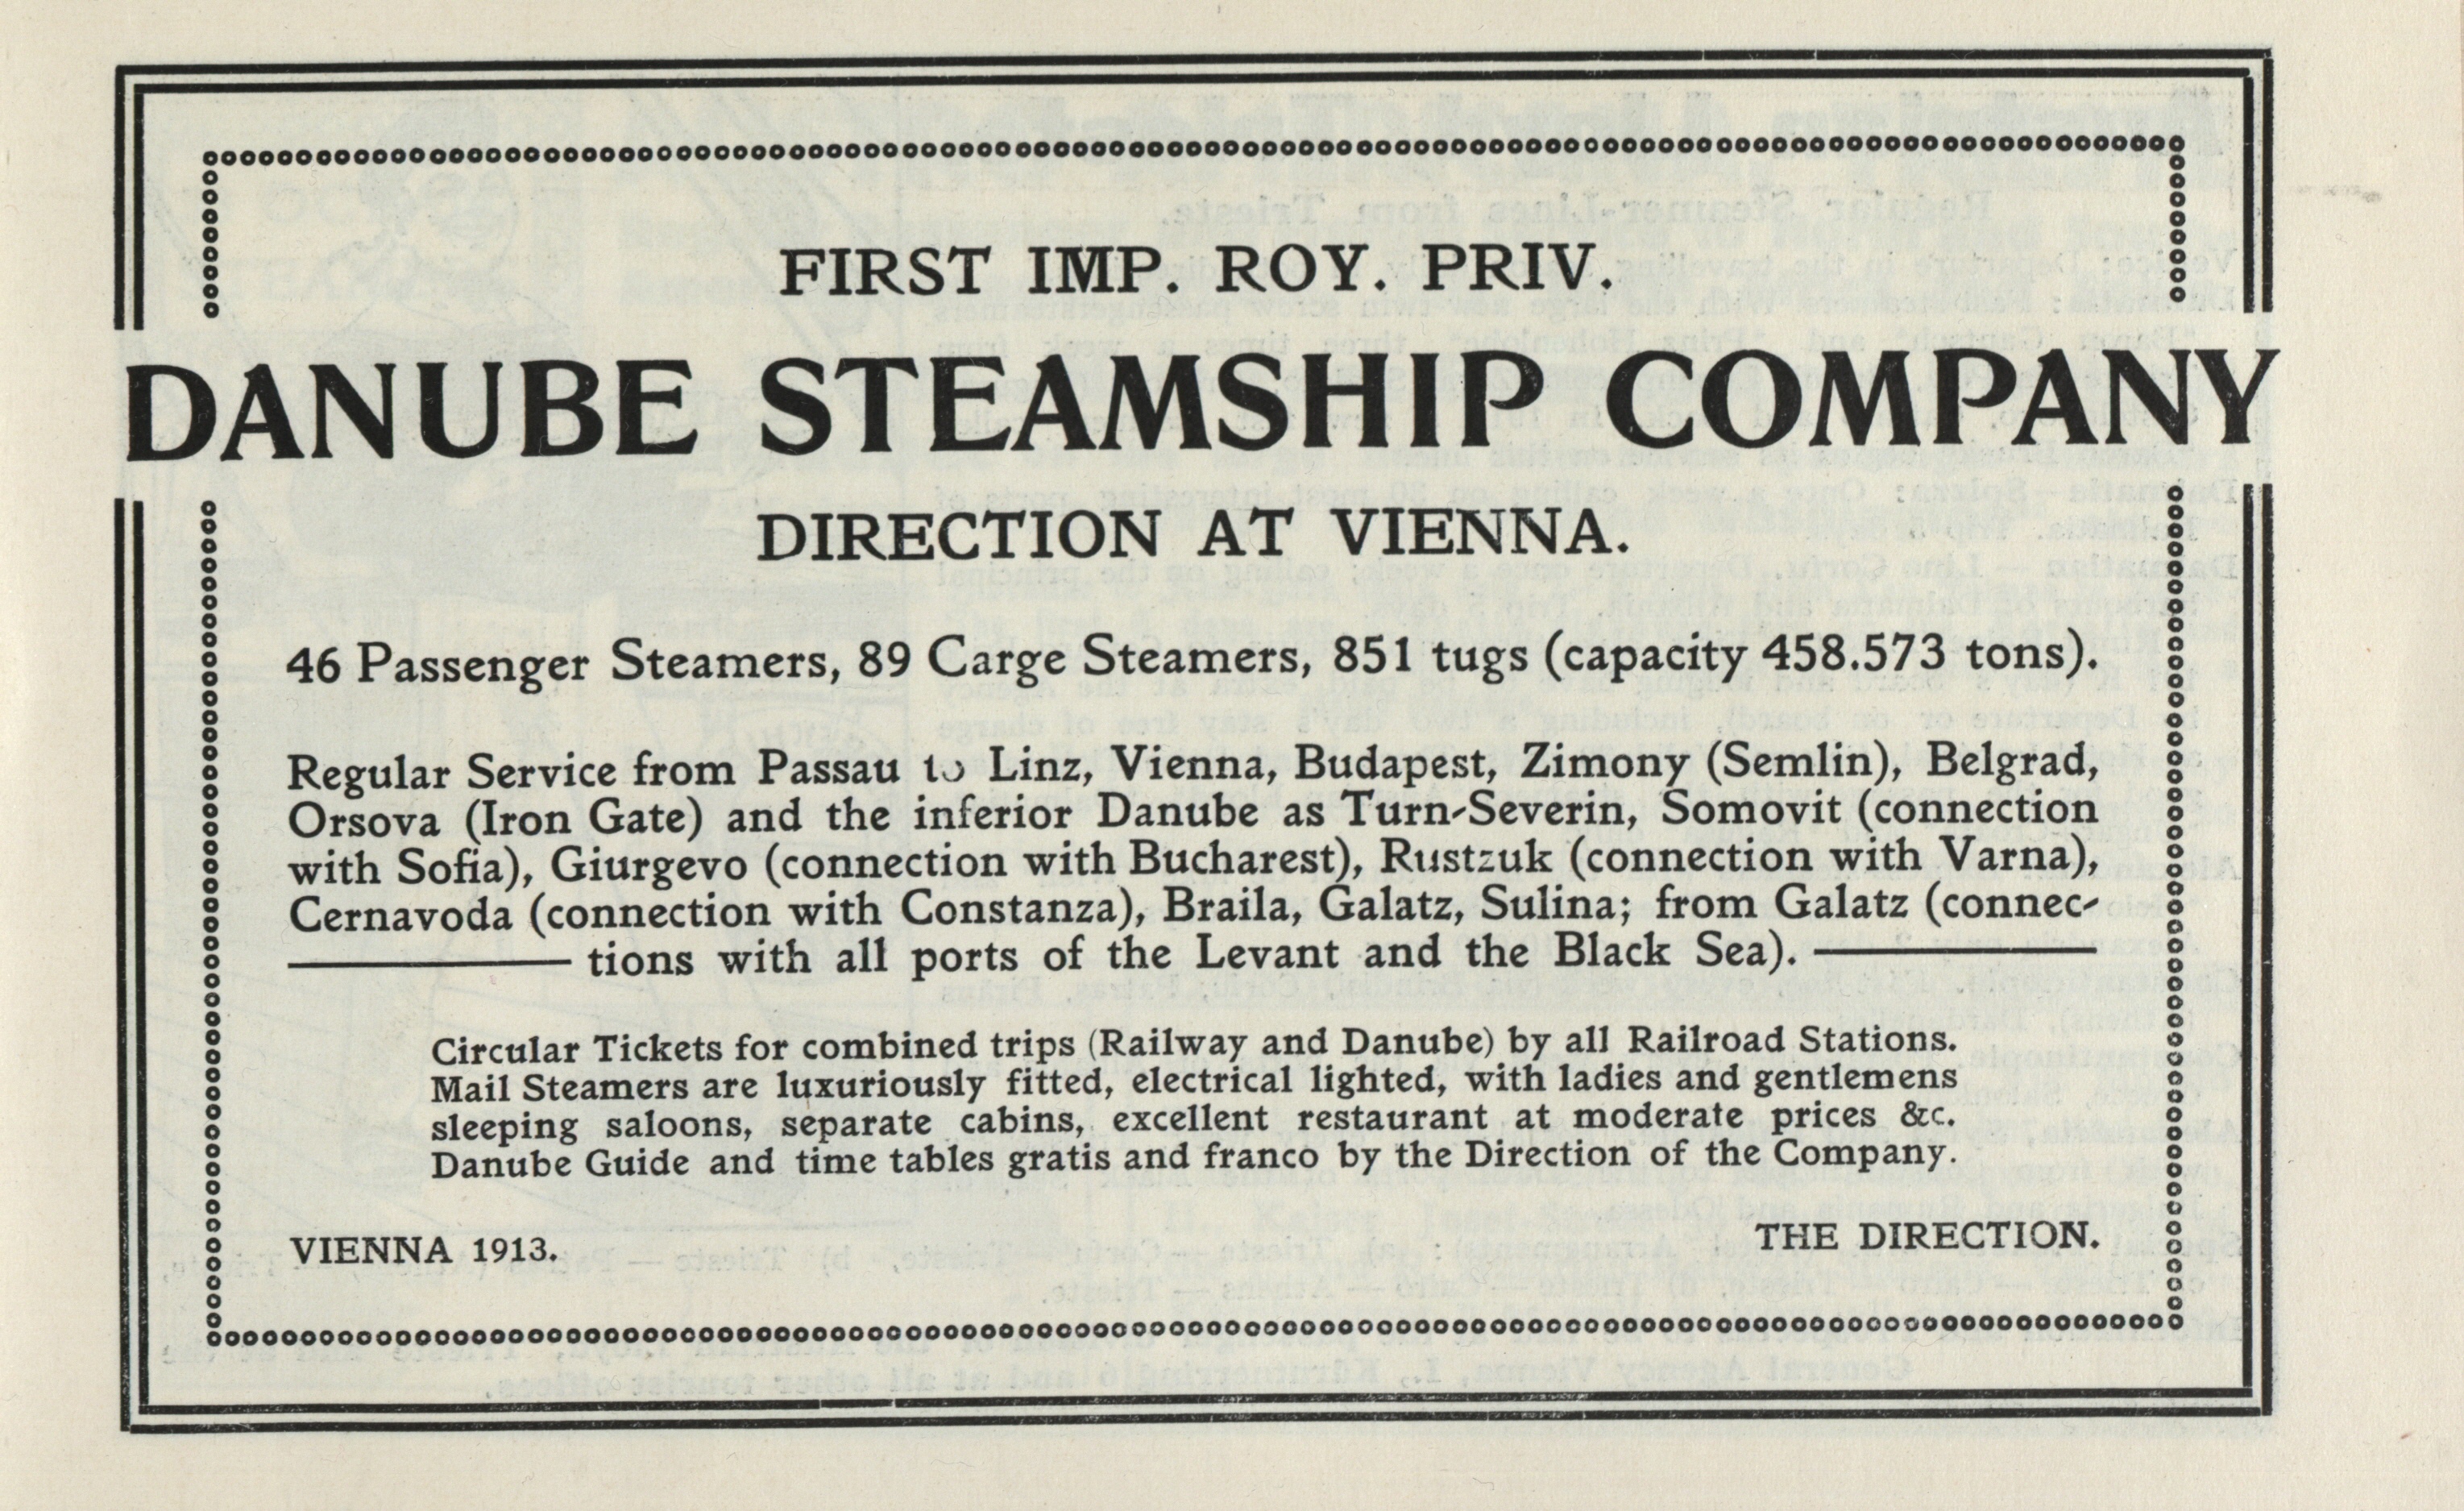 FIRST IMP. ROY. PRIV.
DANUBE STEAMSHIP COMPANY
DIRECTION AT VIENNA.
46 Passenger Steamers, 89 Carge Steamers, 851 tugs (capacity 458.573 tons).
Regular Service from Passau to Linz, Vienna, Budapest, Zimony (Semlin), Belgrad,
Orsova (Iron Gate) and the inferior Danube as Turn-Severin, Somovit (connection
with Sofia), Giurgevo (connection with Bucharest), Rustzuk (connection with Varna),
Cernavoda (connection with Constanza), Braila, Galatz, Sulina; from Galatz (connec-
tions with all ports of the Levant and the Black Sea).
Circular Tickets for combined trips (Railway and Danube) by all Railroad Stations.
Mail Steamers are luxuriously fitted, electrical lighted, with ladies and gentlemens
sleeping saloons, separate cabins, excellent restaurant at moderate prices &c.
Danube Guide and time tables gratis and franco by the Direction of the Company.
VIENNA 1913.
THE DIRECTION.